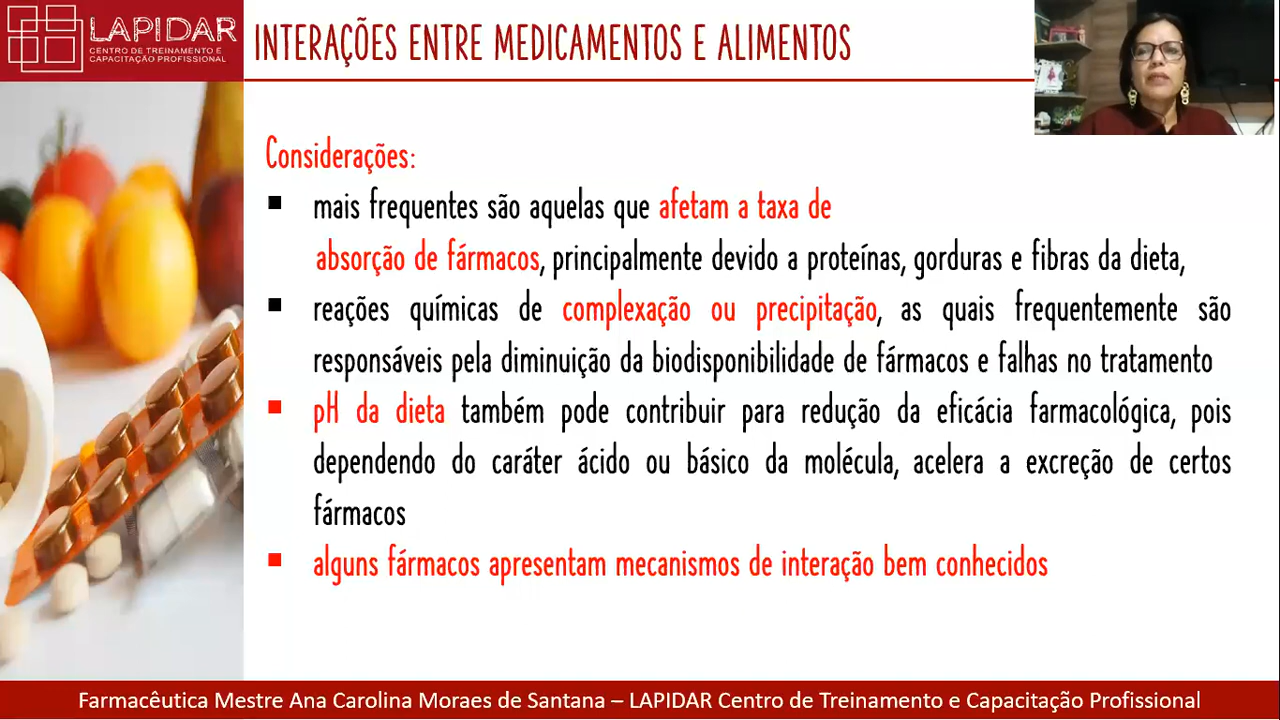 LAPIDAR
CENTRO DE TREINAMENTO E
CAPACITAÇÃO PROFISSIONAL
INTERAÇÕES ENTRE MEDICAMENTOS E ALIMENTOS
Considerações:
mais frequentes são aquelas que afetam a taxa de
absorção de fármacos, principalmente devido a proteínas, gorduras e fibras da dieta,
reações químicas de complexação ou precipitação, as quais frequentemente são
responsáveis pela diminuição da biodisponibilidade de fármacos e falhas no tratamento
pH da dieta também pode contribuir para redução da eficácia farmacológica, pois
dependendo do caráter ácido ou básico da molécula, acelera a excreção de certos
fármacos
alguns fármacos apresentam mecanismos de interação bem conhecidos
Farmacêutica Mestre Ana Carolina Moraes de Santana – LAPIDAR Centro de Treinamento e Capacitação Profissional